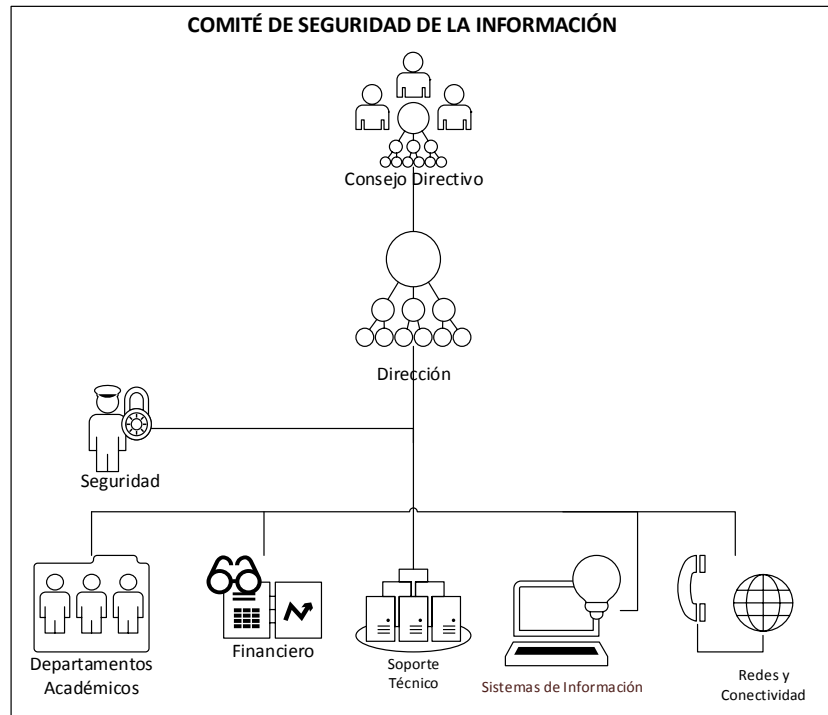 COMITÉ DE SEGURIDAD DE LA INFORMACIÓN
Consejo Directivo
Dirección
Seguridad
Departamentos
Académicos
Financiero
Soporte
Técnico
Sistemas de Información
Redes y
Conectividad